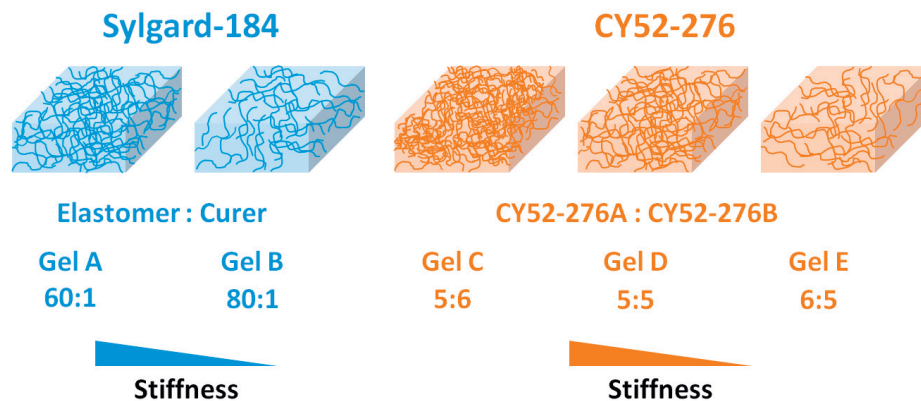 Sylgard-184
CY52-276
Elastomer : Curer
CY52-276A : CY52-276B
Gel A
Gel B
Gel C
Gel D
Gel E
60:1
80:1
5:6
5:5
6:5
Stiffness
Stiffness